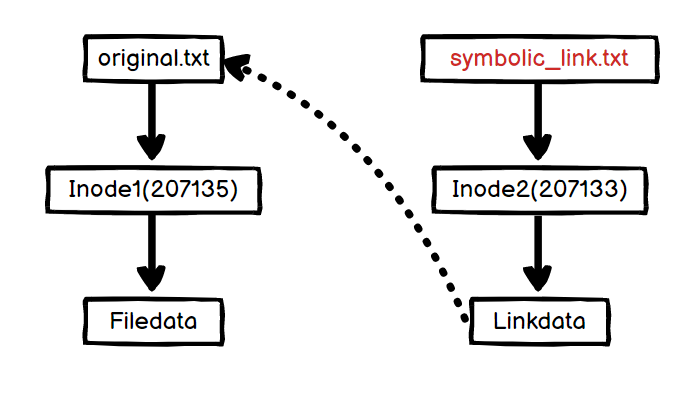 original.txt
symbolic_link.txt
Inode1(207135)
Inode2(207133)
Filedata
Linkdata